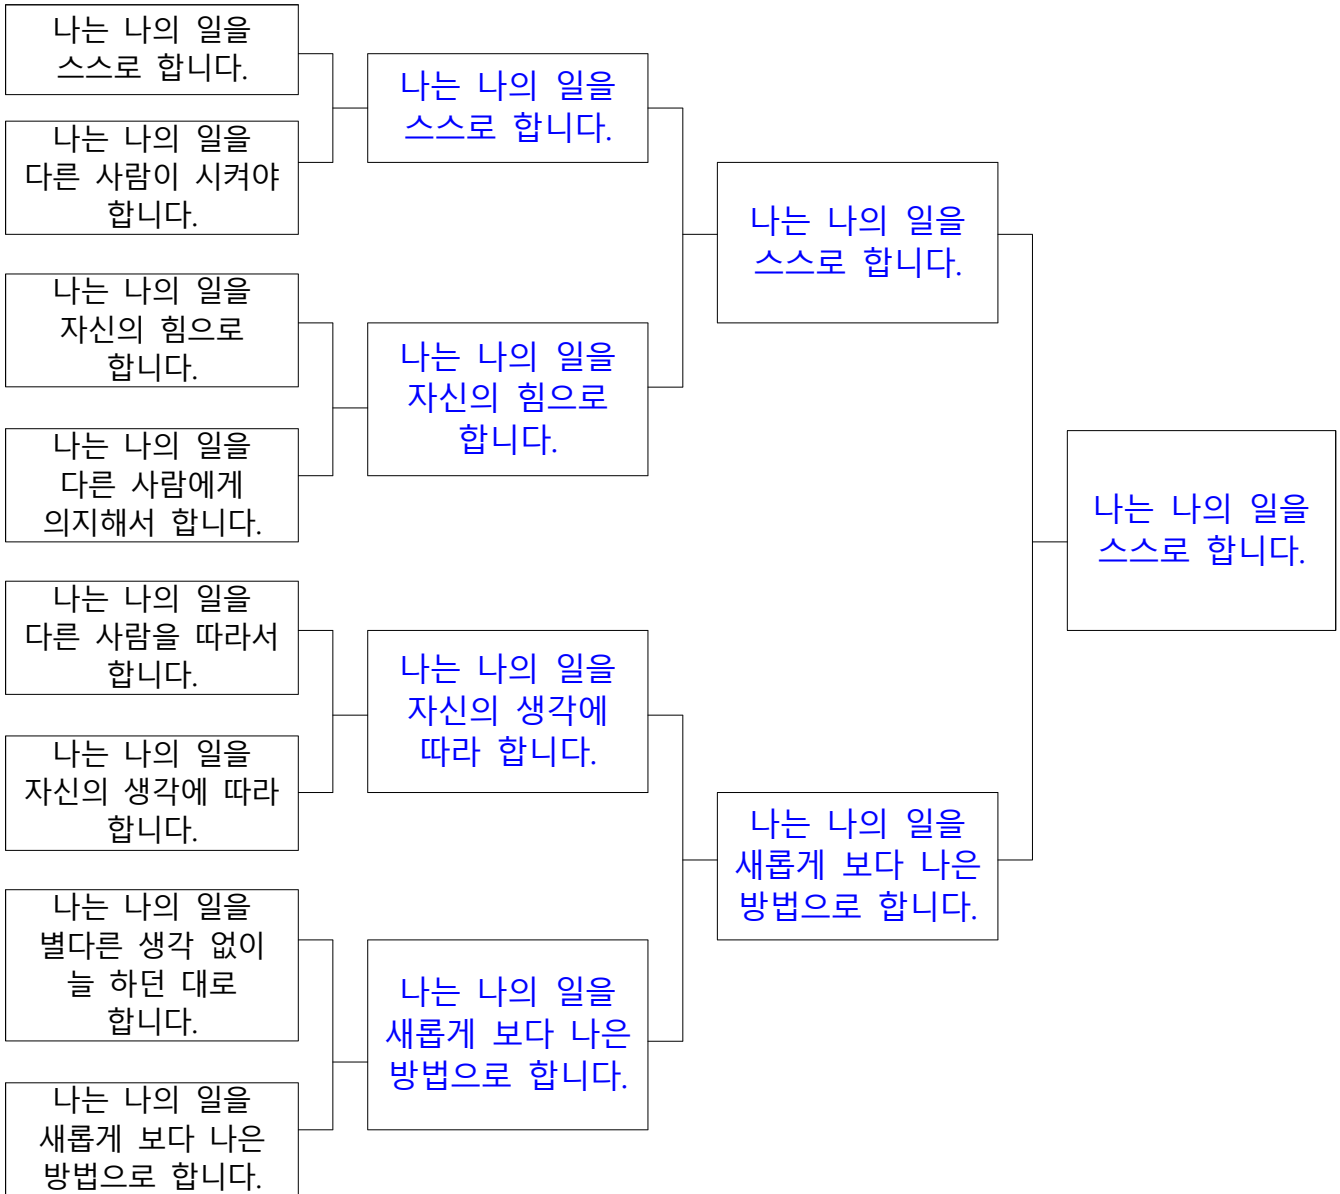 나는 나의 일을
스스로 합니다.
나는 나의 일을
다른 사람이 시켜야
합니다.
나는 나의 일을
자신의 힘으로
합니다.
나는 나의 일을
다른 사람에게
의지해서 합니다.
나는 나의 일을
다른 사람을 따라서
합니다.
나는 나의 일을
자신의 생각에 따라
합니다.
나는 나의 일을
별다른 생각 없이
늘 하던 대로
합니다.
나는 나의 일을
새롭게 보다 나은
방법으로 합니다.
나는 나의 일을
스스로 합니다.
나는 나의 일을
자신의 힘으로
합니다.
나는 나의 일을
자신의 생각에
따라 합니다.
나는 나의 일을
새롭게 보다 나은
방법으로 합니다.
나는 나의 일을
스스로 합니다.
나는 나의 일을
새롭게 보다 나은
방법으로 합니다.
나는 나의 일을
스스로 합니다.